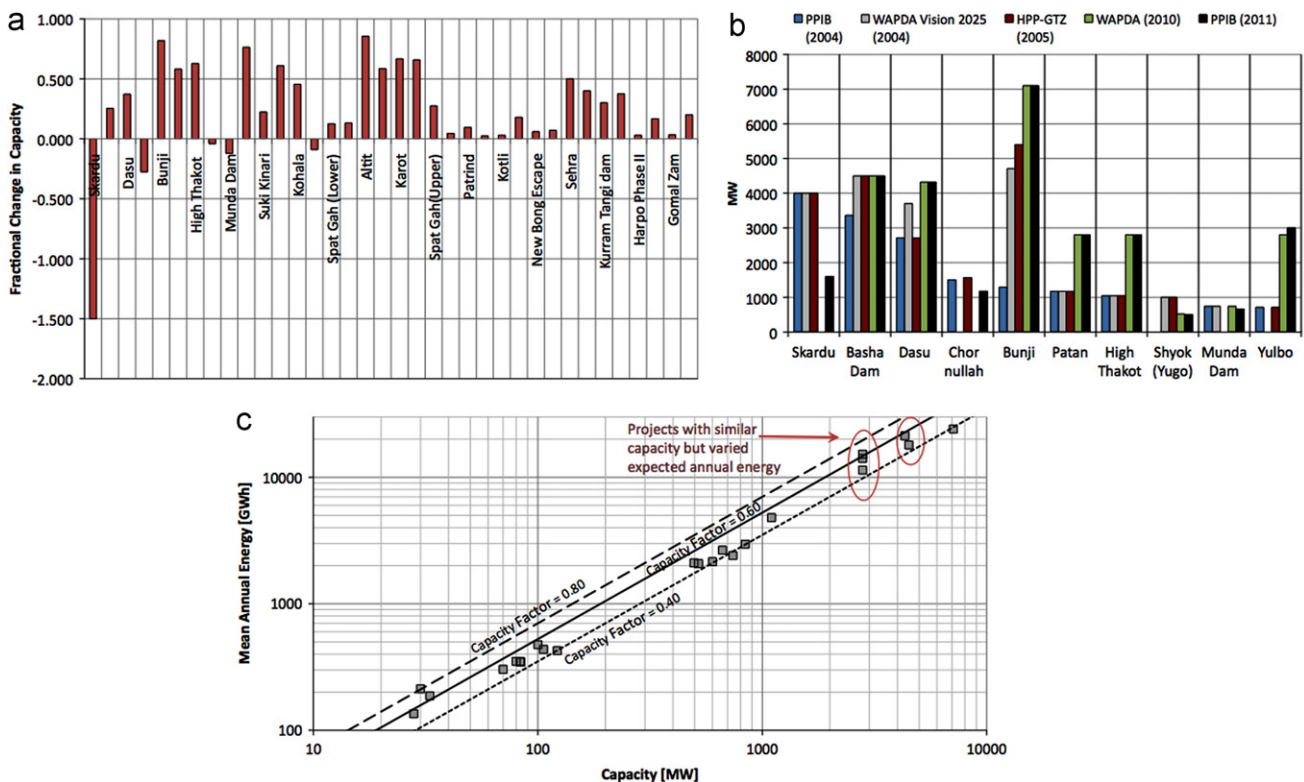 a
Fractional Change in Capacity
1.000
0.500
0.000
-0.500
-1.000
-1.500
-2.000
Skardu
Dasu
Bunji
High Thakot
Munda Dam
Suki Kinari
Kohala
Spat Gah (Lower)
Altit
Karot
Spat Gah(Upper)
Patrind
Kotli
New Bong Escape
Sehra
Kurram Tangi dam
Harpo Phase II
Gomal Zam
b
PPIB
(2004)
WAPDA Vision 2025
(2004)
HPP-GTZ
(2005)
WAPDA (2010)
PPIB (2011)
MW
8000
7000
6000
5000
4000
3000
2000
1000
0
Skardu
Basha
Dam
Dasu
Chor
nullah
Bunji
Patan
High
Thakot
Shyok
(Yugo)
Munda
Dam
Yulbo
c
Mean Annual Energy [GWh]
10000
1000
100
Projects with similar
capacity but varied
expected annual energy
Capacity Factor = 0.80
Capacity Factor = 0.60
Capacity Factor = 0.40
10
100
1000
10000
Capacity [MW]